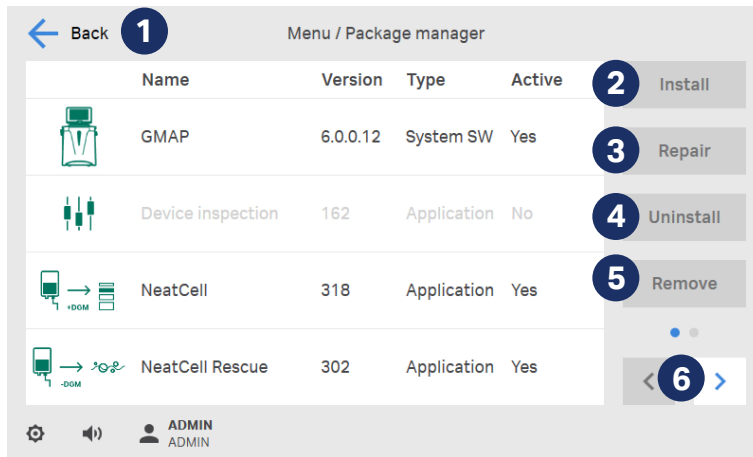 Back 1 Menu / Package manager
Name Version Type Active
2 Install
GMAP 6.0.0.12 System SW Yes
3 Repair
Device inspection 162 Application No
4 Uninstall
+DGM NeatCell 318 Application Yes
5 Remove
-DGM NeatCell Rescue 302 Application Yes
6
ADMIN
ADMIN